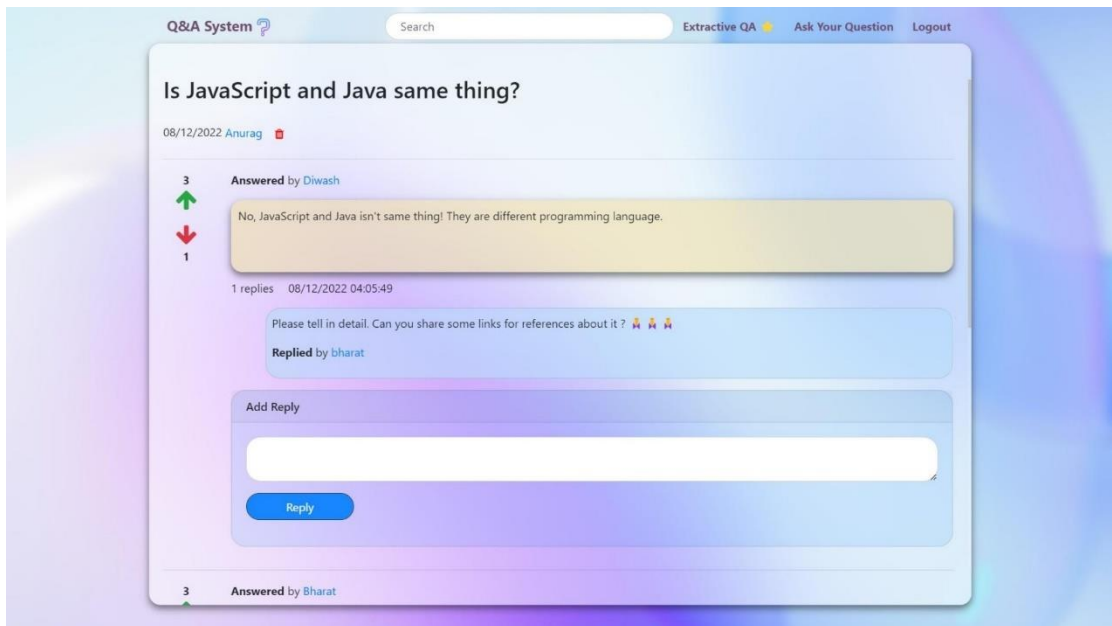 Q&A System
Search
Extractive QA
Ask Your Question
Logout
Is JavaScript and Java same thing?
08/12/2022 Anurag
3
Answered by Diwash
No, JavaScript and Java isn't same thing! They are different programming language.
1
1 replies 08/12/2022 04:05:49
Please tell in detail. Can you share some links for references about it ? 🙏 🙏 🙏
Replied by bharat
Add Reply
Reply
3
Answered by Bharat